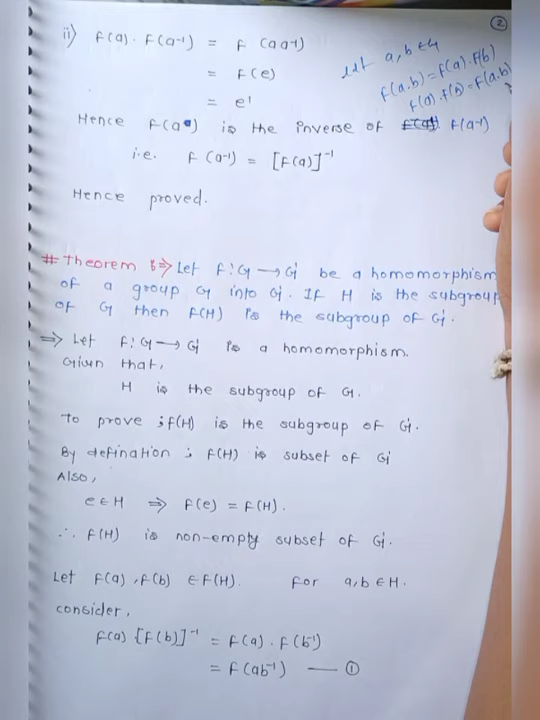 ②
ii) f(a). f(a-1) = f (aa-1)
= f(e)
= e'
let a, b ∈ G
f(a.b) = f(a). f(b)
f(a). f(b) = f(a.b)
Hence f(a) is the inverse of f(a-1)
i.e. f (a-1) = [f(a)]⁻¹
Hence proved.
# Theorem :⇒ Let f: G → G' be a homomorphism
of a group G into G'. If H is the subgroup
of G then f(H) is the subgroup of G'.
⇒ Let f: G → G' is a homomorphism.
Given that,
H is the subgroup of G.
To prove ; f(H) is the subgroup of G'.
By defination ; f(H) is subset of G'
Also,
e ∈ H ⇒ f(e) = f(H).
∴ f(H) is non-empty subset of G'.
Let f(a), f(b) ∈ f(H). for a, b ∈ H.
consider,
f(a) [f(b)]⁻¹ = f(a). f(b⁻¹)
= f(ab⁻¹) — ①